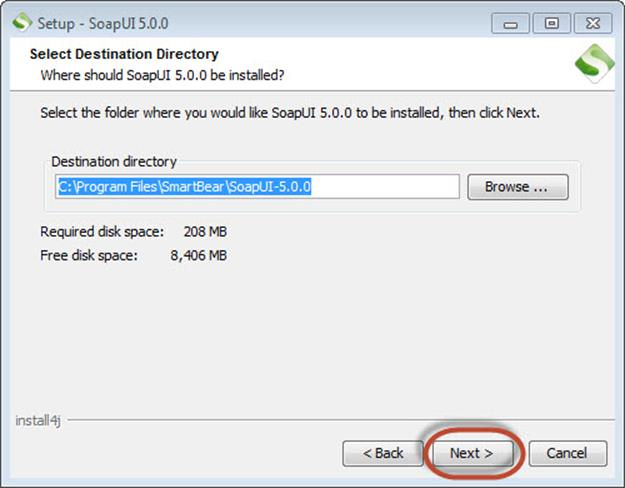 Setup - SoapUI 5.0.0
Select Destination Directory
Where should SoapUI 5.0.0 be installed?
Select the folder where you would like SoapUI 5.0.0 to be installed, then click Next.
Destination directory
C:\Program Files\SmartBear\SoapUI-5.0.0
Browse ...
Required disk space: 208 MB
Free disk space: 8,406 MB
install4j
< Back
Next >
Cancel